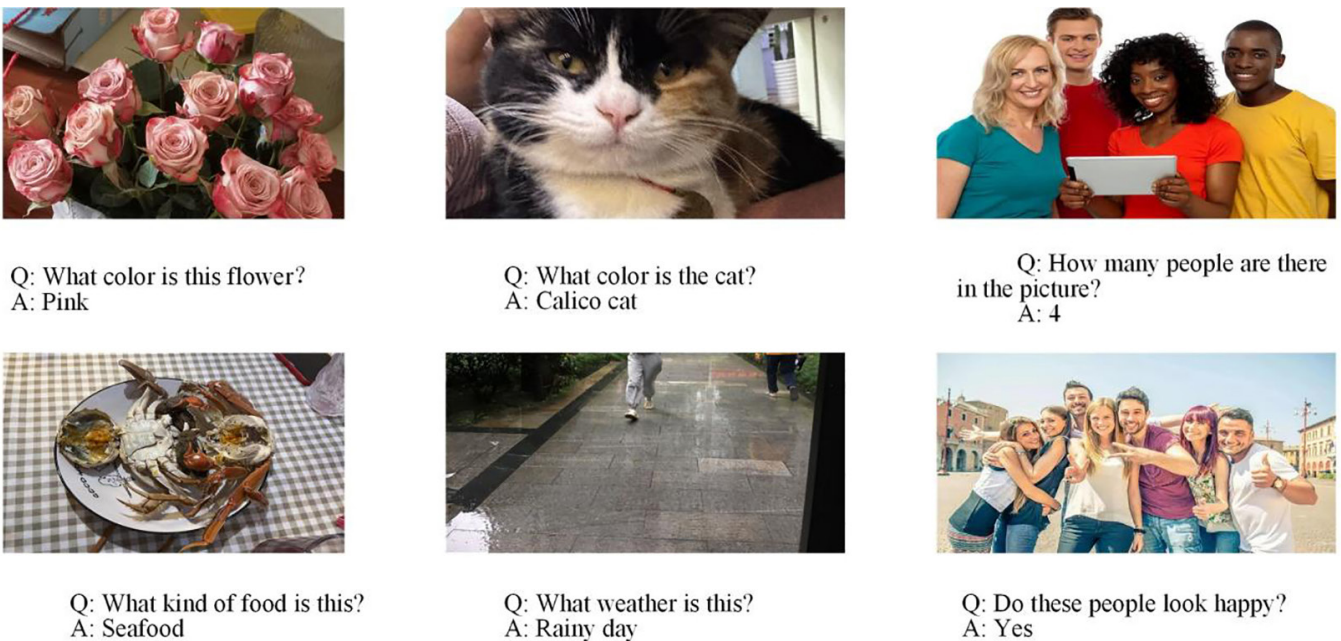 Q: What color is this flower?
A: Pink
Q: What color is the cat?
A: Calico cat
Q: How many people are there
in the picture?
A: 4
Q: What kind of food is this?
A: Seafood
Q: What weather is this?
A: Rainy day
Q: Do these people look happy?
A: Yes